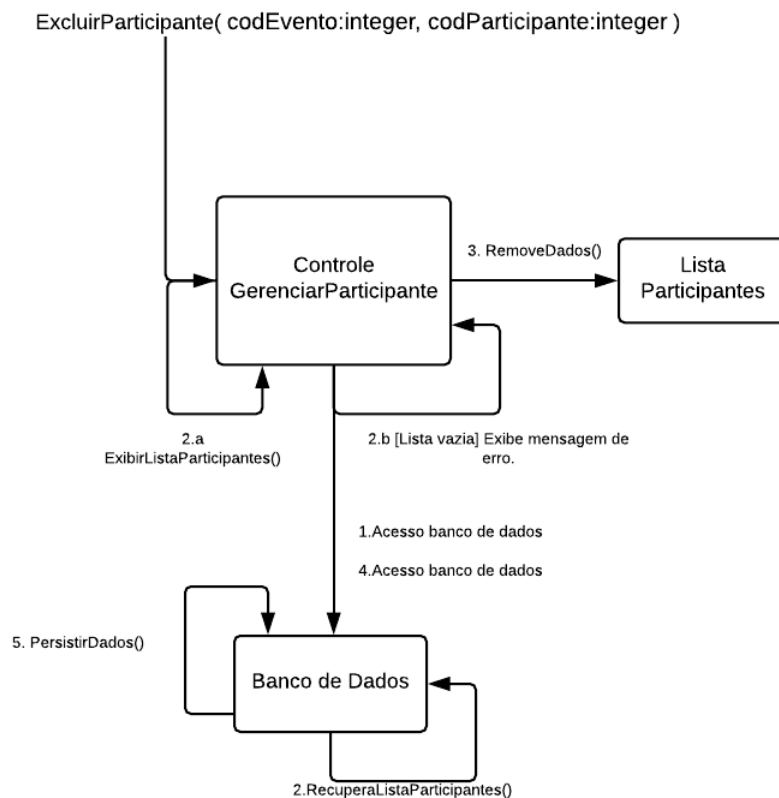 ExcluirParticipante( codEvento:integer, codParticipante:integer )
Controle
GerenciarParticipante
3. RemoveDados()
Lista
Participantes
2.a
ExibirListaParticipantes()
2.b [Lista vazia] Exibe mensagem de
erro.
1.Acesso banco de dados
4.Acesso banco de dados
5. PersistirDados()
Banco de Dados
2.RecuperaListaParticipantes()